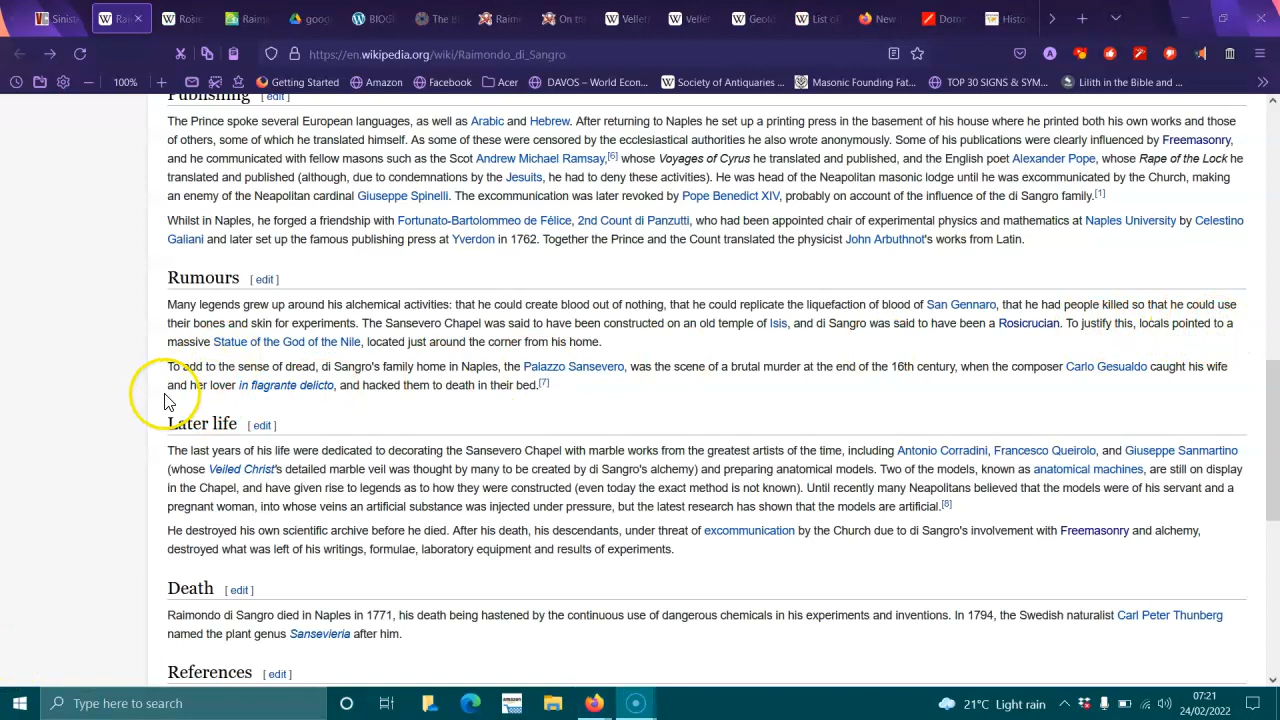 Sinist
Rai
Rosi
Raim
googl
BIOGI
The B
Raim
On th
Vellet
Vellé
Geold
List o
New
Dom
Histo
https://en.wikipedia.org/wiki/Raimondo_di_Sangro
100%
Getting Started
Amazon
Facebook
Acer
DAVOS – World Econ...
Society of Antiquaries ...
Masonic Founding Fat...
TOP 30 SIGNS & SYM...
Lilith in the Bible and ...
Publishing [ edit ]
The Prince spoke several European languages, as well as Arabic and Hebrew. After returning to Naples he set up a printing press in the basement of his house where he printed both his own works and those
of others, some of which he translated himself. As some of these were censored by the ecclesiastical authorities he also wrote anonymously. Some of his publications were clearly influenced by Freemasonry,
and he communicated with fellow masons such as the Scot Andrew Michael Ramsay,[6] whose Voyages of Cyrus he translated and published, and the English poet Alexander Pope, whose Rape of the Lock he
translated and published (although, due to condemnations by the Jesuits, he had to deny these activities). He was head of the Neapolitan masonic lodge until he was excommunicated by the Church, making
an enemy of the Neapolitan cardinal Giuseppe Spinelli. The excommunication was later revoked by Pope Benedict XIV, probably on account of the influence of the di Sangro family.[1]
Whilst in Naples, he forged a friendship with Fortunato-Bartolommeo de Félice, 2nd Count di Panzutti, who had been appointed chair of experimental physics and mathematics at Naples University by Celestino
Galiani and later set up the famous publishing press at Yverdon in 1762. Together the Prince and the Count translated the physicist John Arbuthnot's works from Latin.
Rumours [ edit ]
Many legends grew up around his alchemical activities: that he could create blood out of nothing, that he could replicate the liquefaction of blood of San Gennaro, that he had people killed so that he could use
their bones and skin for experiments. The Sansevero Chapel was said to have been constructed on an old temple of Isis, and di Sangro was said to have been a Rosicrucian. To justify this, locals pointed to a
massive Statue of the God of the Nile, located just around the corner from his home.
To add to the sense of dread, di Sangro's family home in Naples, the Palazzo Sansevero, was the scene of a brutal murder at the end of the 16th century, when the composer Carlo Gesualdo caught his wife
and her lover in flagrante delicto, and hacked them to death in their bed.[7]
Later life [ edit ]
The last years of his life were dedicated to decorating the Sansevero Chapel with marble works from the greatest artists of the time, including Antonio Corradini, Francesco Queirolo, and Giuseppe Sanmartino
(whose Veiled Christ's detailed marble veil was thought by many to be created by di Sangro's alchemy) and preparing anatomical models. Two of the models, known as anatomical machines, are still on display
in the Chapel, and have given rise to legends as to how they were constructed (even today the exact method is not known). Until recently many Neapolitans believed that the models were of his servant and a
pregnant woman, into whose veins an artificial substance was injected under pressure, but the latest research has shown that the models are artificial.[8]
He destroyed his own scientific archive before he died. After his death, his descendants, under threat of excommunication by the Church due to di Sangro's involvement with Freemasonry and alchemy,
destroyed what was left of his writings, formulae, laboratory equipment and results of experiments.
Death [ edit ]
Raimondo di Sangro died in Naples in 1771, his death being hastened by the continuous use of dangerous chemicals in his experiments and inventions. In 1794, the Swedish naturalist Carl Peter Thunberg
named the plant genus Sansevieria after him.
References [ edit ]
Type here to search
21°C Light rain
07:21
24/02/2022